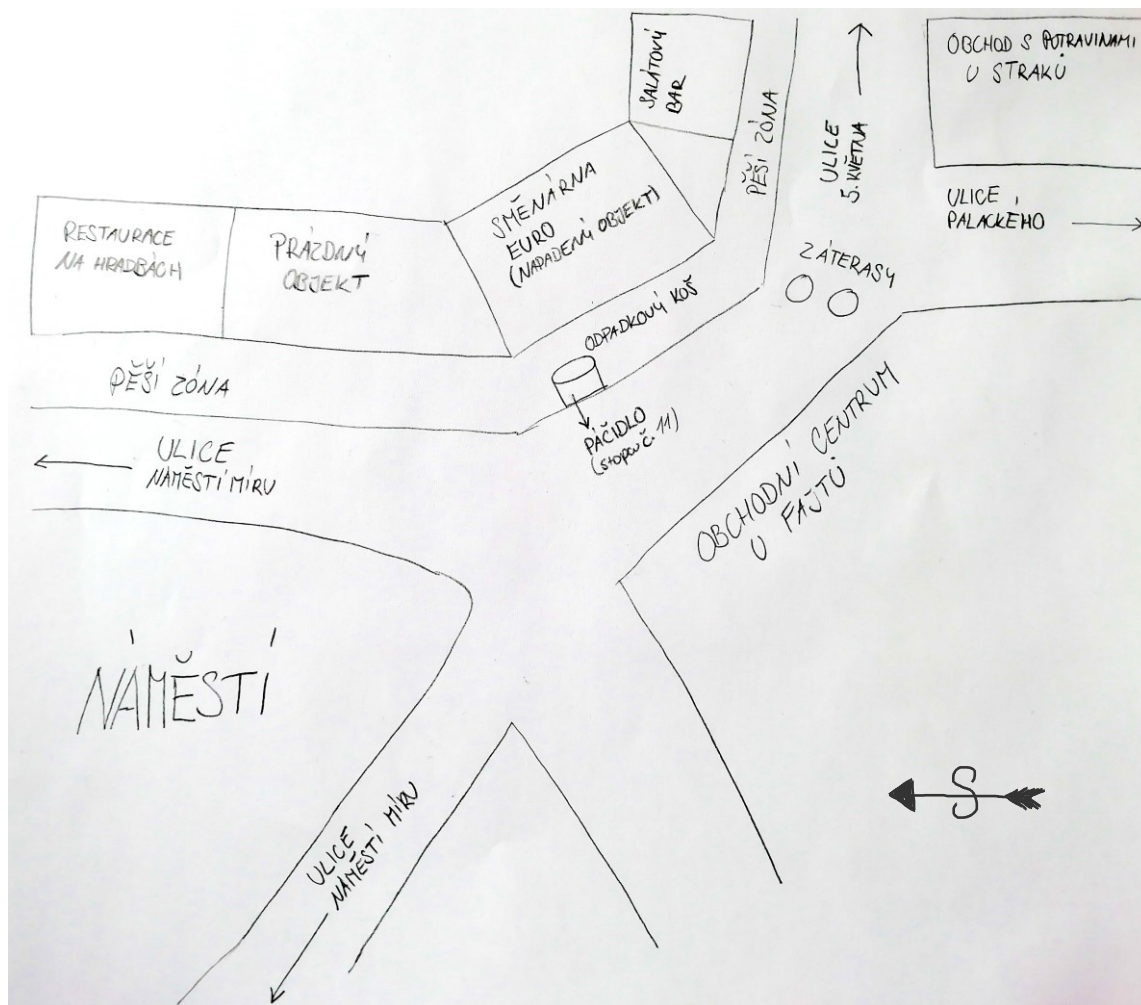 SALÁTOVÝ
BAR
PĚŠÍ ZÓNA
ULICE
5. KVĚTNA
OBCHOD S POTRAVINAMI
U STRAKŮ
ULICE
PALACKÉHO
RESTAURACE
NA HRADBÁCH
PRÁZDNÝ
OBJEKT
SMĚNÁRNA
EURO
(NAPADENÝ OBJEKT)
ZÁTERASY
ODPADKOVÝ KOŠ
PĚŠÍ ZÓNA
PÁČIDLO
(stopa č. 11)
ULICE
NÁMĚSTÍ MÍRU
OBCHODNÍ CENTRUM
U FAJTŮ
NÁMĚSTÍ
S
ULICE
NÁMĚSTÍ MÍRU